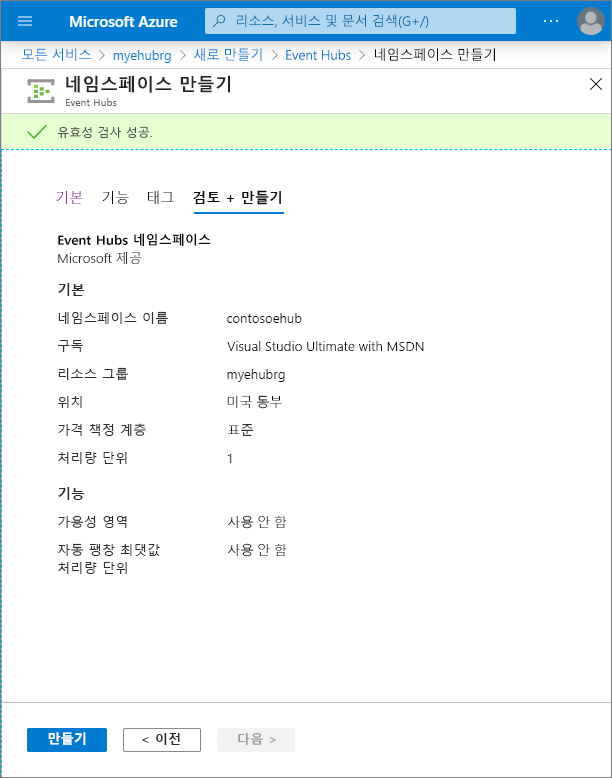 Microsoft Azure
리소스, 서비스 및 문서 검색(G+/)
모든 서비스 > myehubrg > 새로 만들기 > Event Hubs > 네임스페이스 만들기
네임스페이스 만들기
Event Hubs
유효성 검사 성공.
기본 기능 태그 검토 + 만들기
Event Hubs 네임스페이스
Microsoft 제공
기본
네임스페이스 이름 contosoehub
구독 Visual Studio Ultimate with MSDN
리소스 그룹 myehubrg
위치 미국 동부
가격 책정 계층 표준
처리량 단위 1
기능
가용성 영역 사용 안 함
자동 팽창 최댓값 사용 안 함
처리량 단위
만들기 < 이전 다음 >